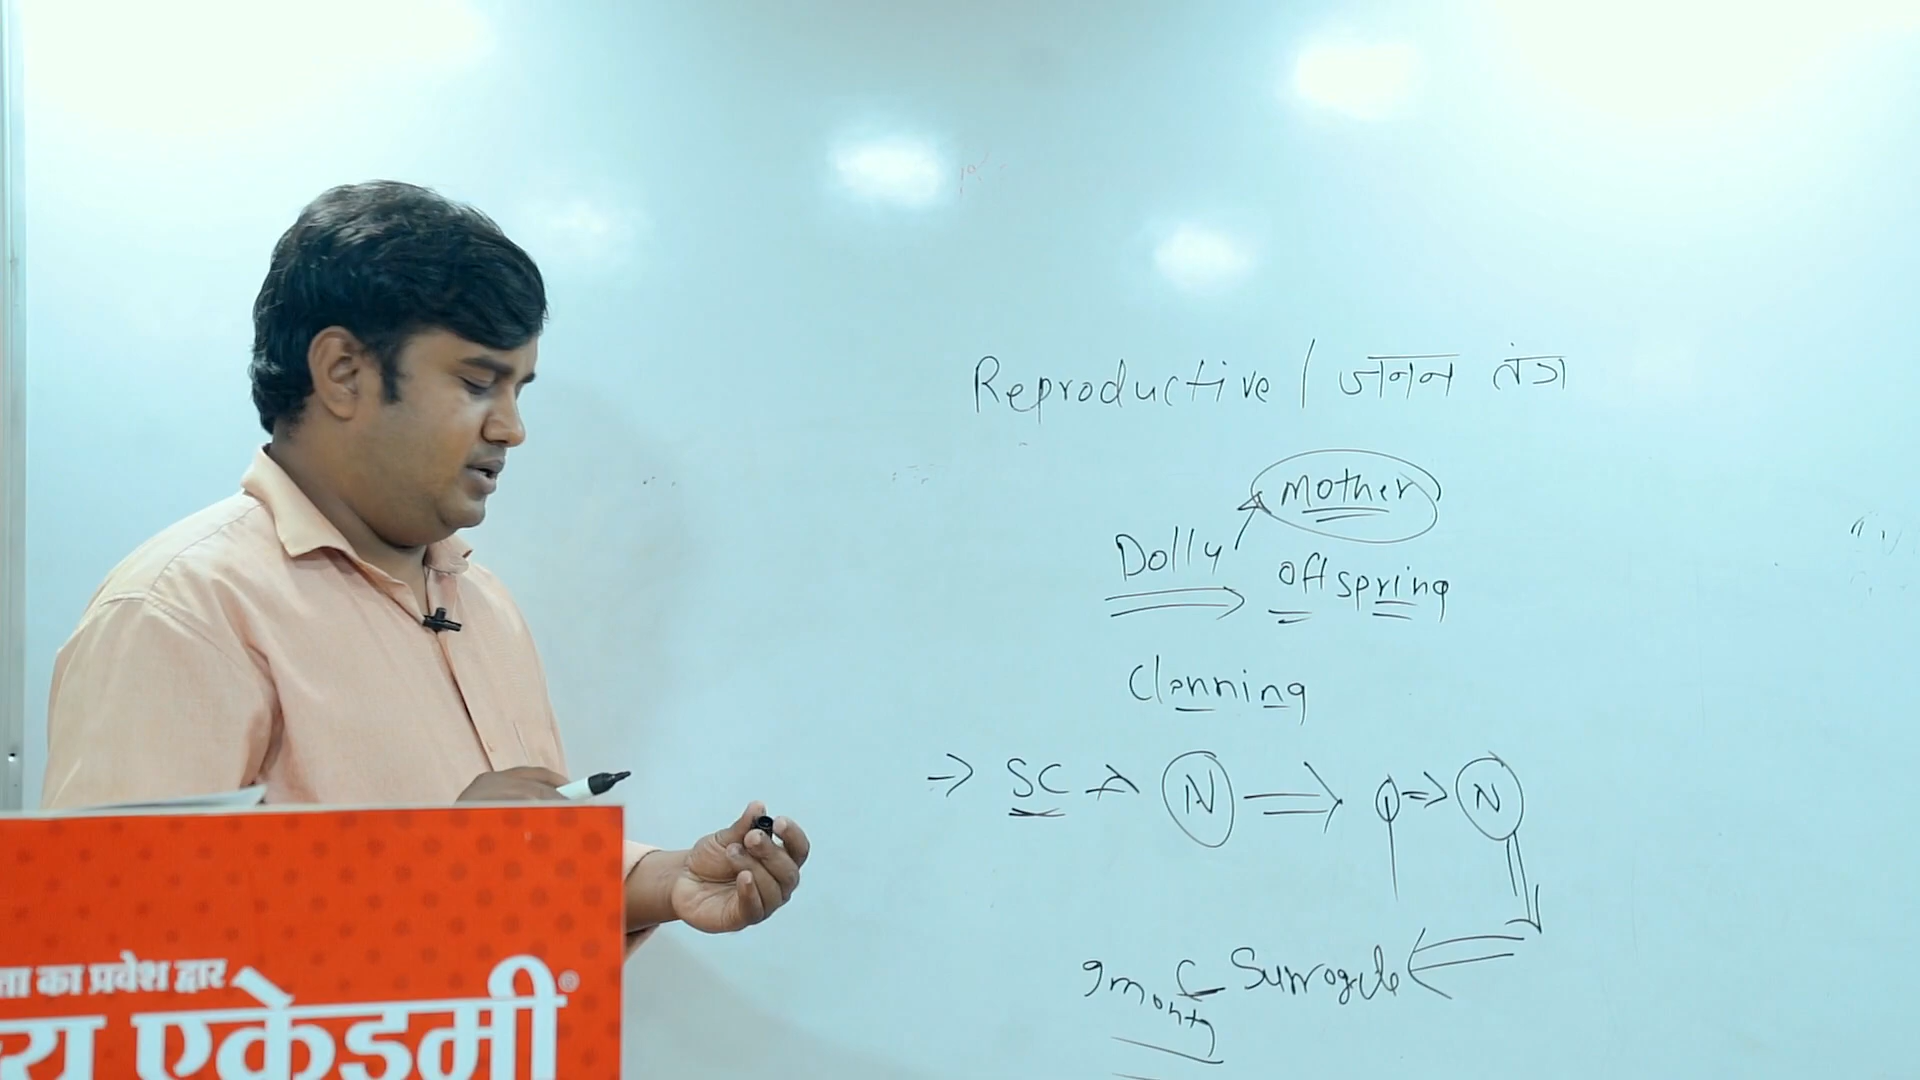 Reproductive / जनन तंत्र
mother
Dolly
offspring
Clonning
→ SC → N ⇒ → N
9 month ← Surrogate
ता का प्रवेश द्वार
एकेडमी®